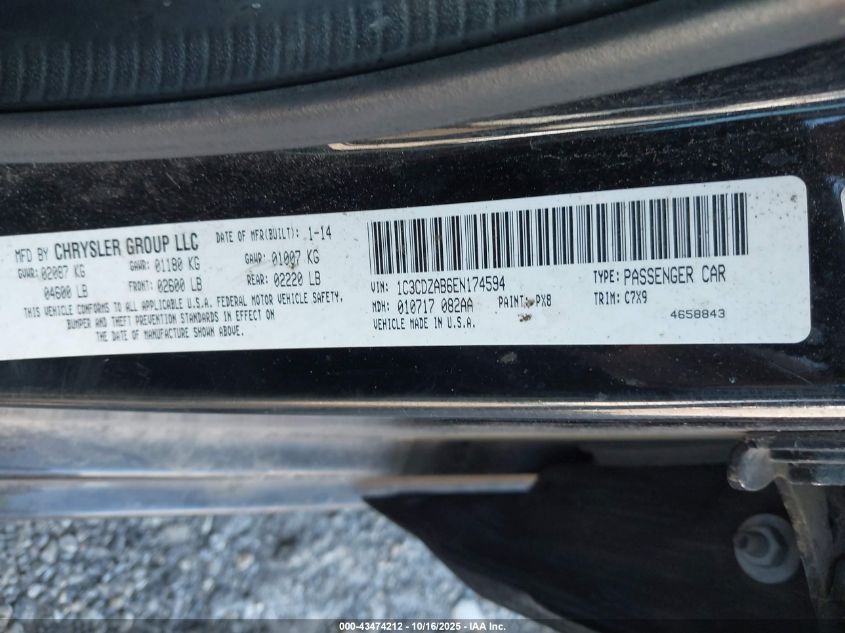 MFD BY CHRYSLER GROUP LLC DATE OF MFR(BUILT): 1-14
GVWR: 02087 KG GAWR: 01180 KG GAWR: 01007 KG
04600 LB FRONT: 02600 LB REAR: 02220 LB
THIS VEHICLE CONFORMS TO ALL APPLICABLE U.S.A. FEDERAL MOTOR VEHICLE SAFETY,
BUMPER AND THEFT PREVENTION STANDARDS IN EFFECT ON
THE DATE OF MANUFACTURE SHOWN ABOVE.
VIN: 1C3CDZAB6EN174594 TYPE: PASSENGER CAR
MDH: 010717 082AA PAINT: PX8 TRIM: C7X9
VEHICLE MADE IN U.S.A. 4658843
000-43474212 - 10/16/2025 - IAA Inc.